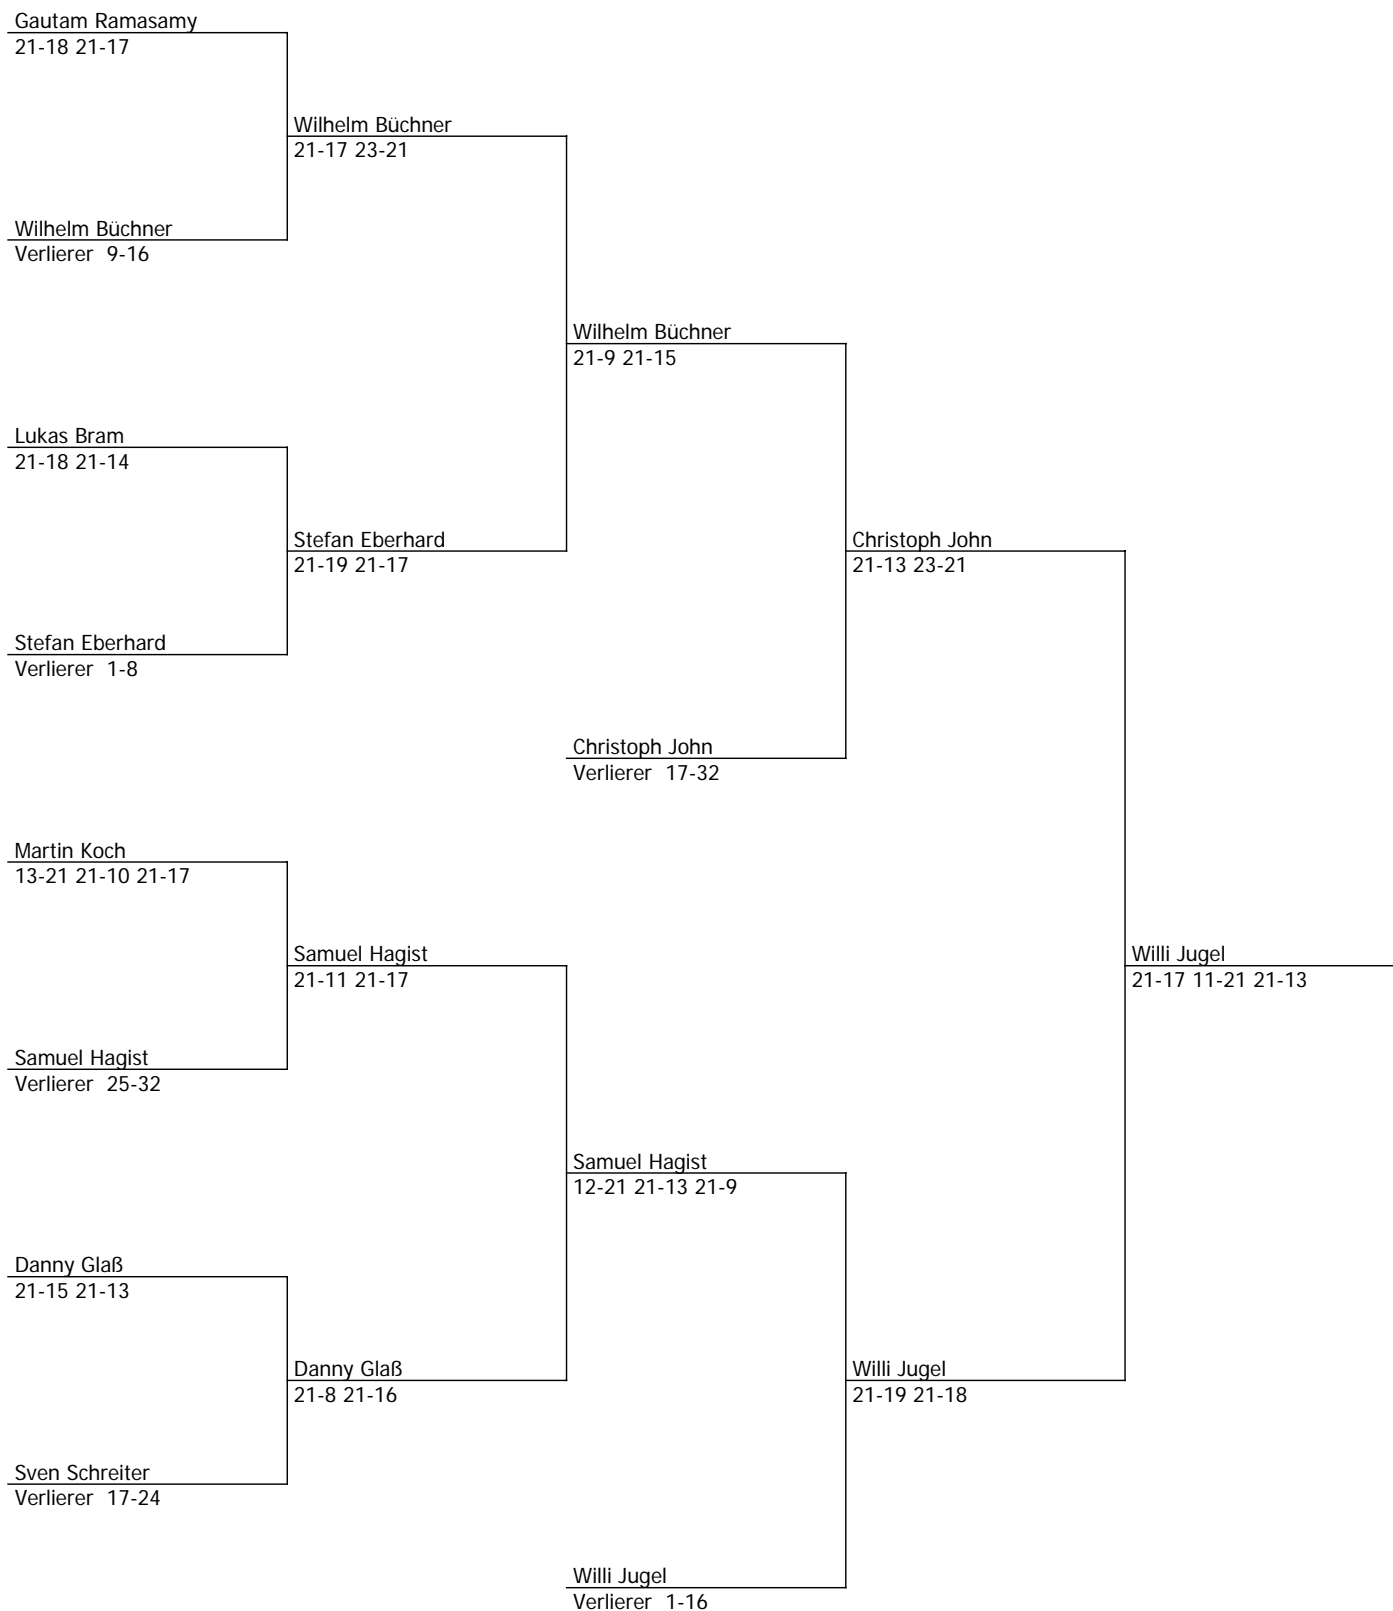 Gautam Ramasamy
21-18 21-17
Wilhelm Büchner
21-17 23-21
Wilhelm Büchner
Verlierer 9-16
Wilhelm Büchner
21-9 21-15
Lukas Bram
21-18 21-14
Stefan Eberhard
21-19 21-17
Christoph John
21-13 23-21
Stefan Eberhard
Verlierer 1-8
Christoph John
Verlierer 17-32
Martin Koch
13-21 21-10 21-17
Samuel Hagist
21-11 21-17
Willi Jugel
21-17 11-21 21-13
Samuel Hagist
Verlierer 25-32
Samuel Hagist
12-21 21-13 21-9
Danny Glaß
21-15 21-13
Danny Glaß
21-8 21-16
Willi Jugel
21-19 21-18
Sven Schreiter
Verlierer 17-24
Willi Jugel
Verlierer 1-16